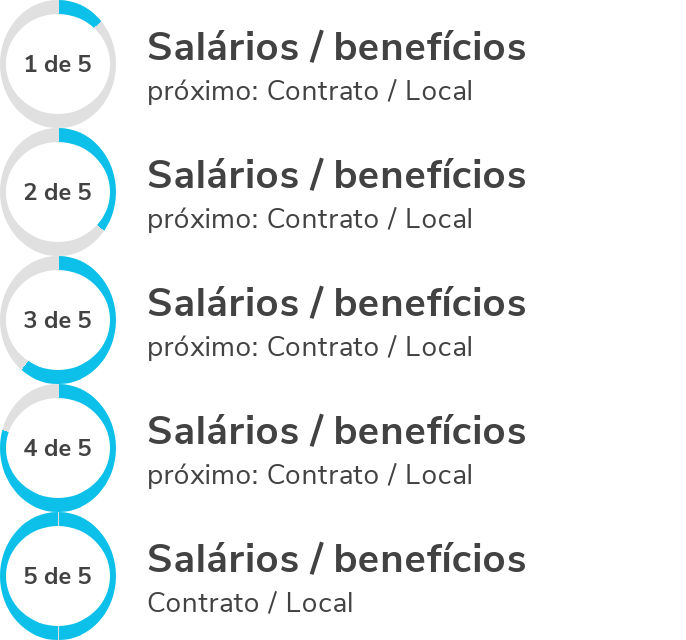 1 de 5
Salários / benefícios
próximo: Contrato / Local
2 de 5
Salários / benefícios
próximo: Contrato / Local
3 de 5
Salários / benefícios
próximo: Contrato / Local
4 de 5
Salários / benefícios
próximo: Contrato / Local
5 de 5
Salários / benefícios
Contrato / Local